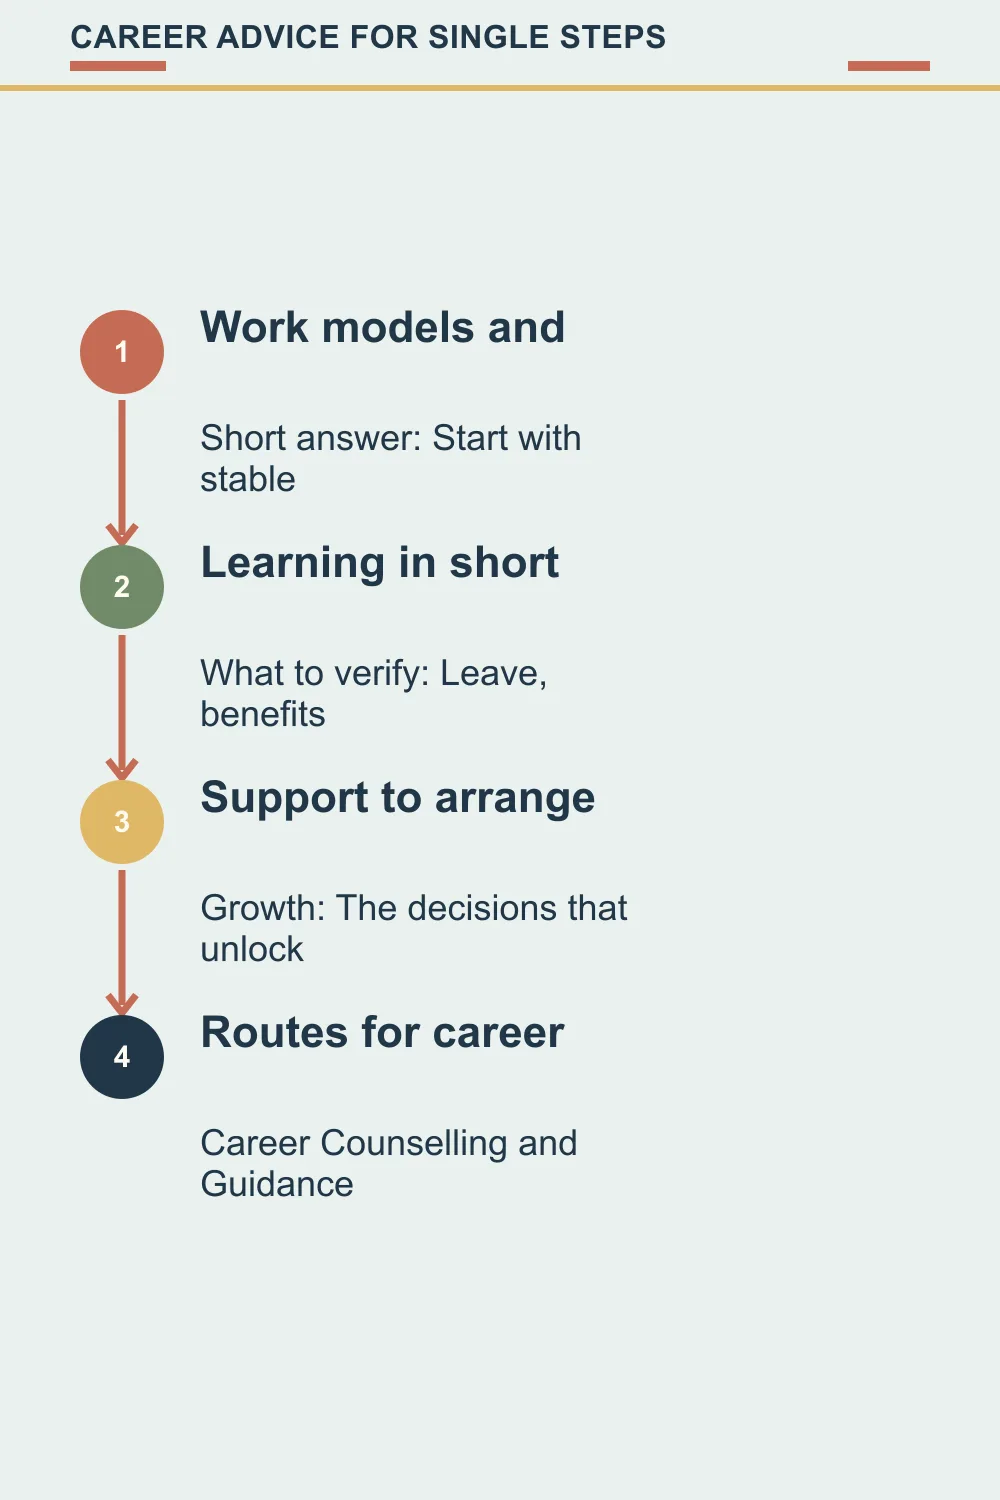 CAREER ADVICE FOR SINGLE STEPS
1
Work models and
Short answer: Start with
stable
2
Learning in short
What to verify: Leave,
benefits
3
Support to arrange
Growth: The decisions that
unlock
4
Routes for career
Career Counselling and
Guidance